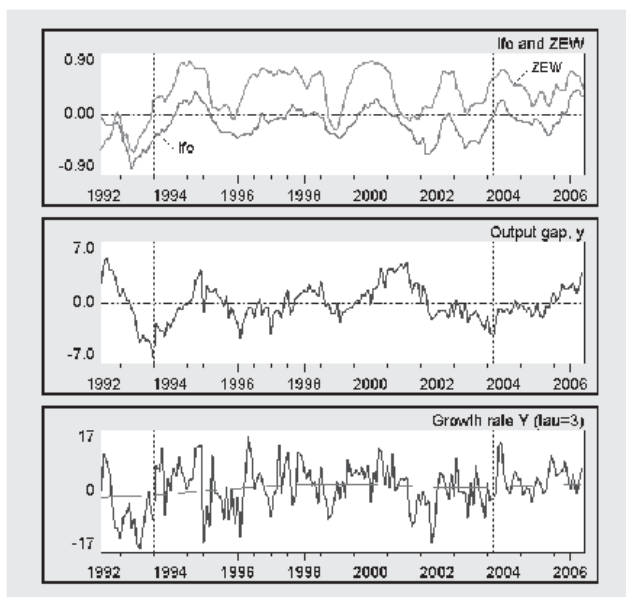 Ifo and ZEW
0.90
ZEW
0.00
Ifo
-0.90
1992 1994 1996 1998 2000 2002 2004 2006
Output gap, y
7.0
0.0
-7.0
1992 1994 1996 1998 2000 2002 2004 2006
Growth rate Y (lau=3)
17
0
-17
1992 1994 1996 1998 2000 2002 2004 2006